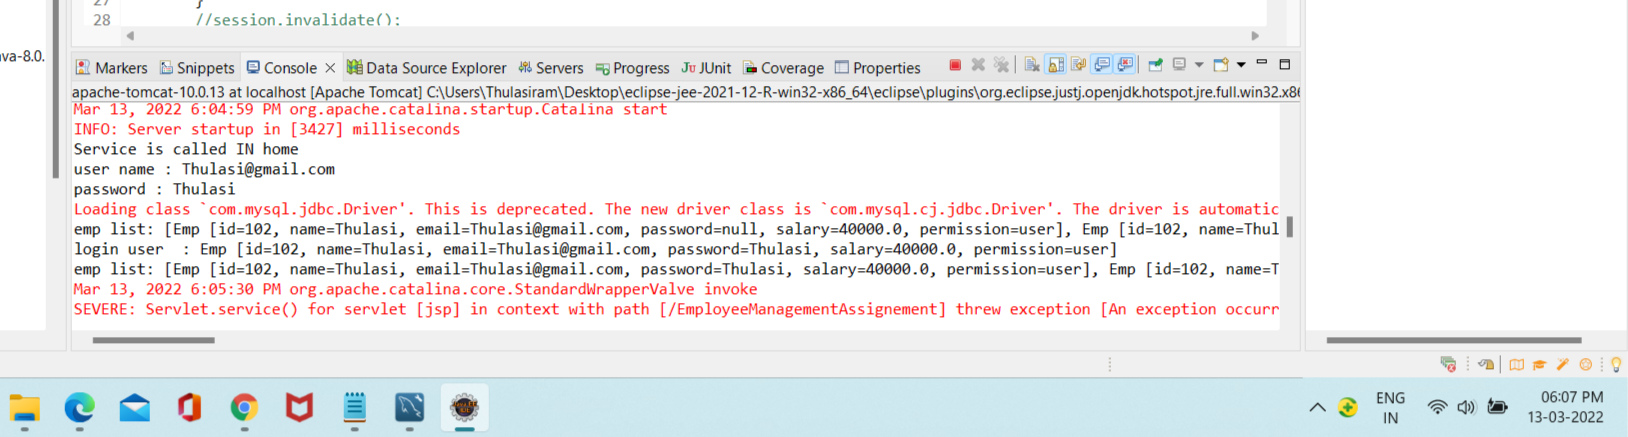 27 }
28 //session.invalidate();
ava-8.0.
Markers Snippets Console Data Source Explorer Servers Progress JUnit Coverage Properties
apache-tomcat-10.0.13 at localhost [Apache Tomcat] C:\Users\Thulasiram\Desktop\eclipse-jee-2021-12-R-win32-x86_64\eclipse\plugins\org.eclipse.justj.openjdk.hotspot.jre.full.win32.x86
Mar 13, 2022 6:04:59 PM org.apache.catalina.startup.Catalina start
INFO: Server startup in [3427] milliseconds
Service is called IN home
user name : Thulasi@gmail.com
password : Thulasi
Loading class `com.mysql.jdbc.Driver'. This is deprecated. The new driver class is `com.mysql.cj.jdbc.Driver'. The driver is automatic
emp list: [Emp [id=102, name=Thulasi, email=Thulasi@gmail.com, password=null, salary=40000.0, permission=user], Emp [id=102, name=Thul
login user  : Emp [id=102, name=Thulasi, email=Thulasi@gmail.com, password=Thulasi, salary=40000.0, permission=user]
emp list: [Emp [id=102, name=Thulasi, email=Thulasi@gmail.com, password=Thulasi, salary=40000.0, permission=user], Emp [id=102, name=T
Mar 13, 2022 6:05:30 PM org.apache.catalina.core.StandardWrapperValve invoke
SEVERE: Servlet.service() for servlet [jsp] in context with path [/EmployeeManagementAssignement] threw exception [An exception occurr
ENG
IN
06:07 PM
13-03-2022